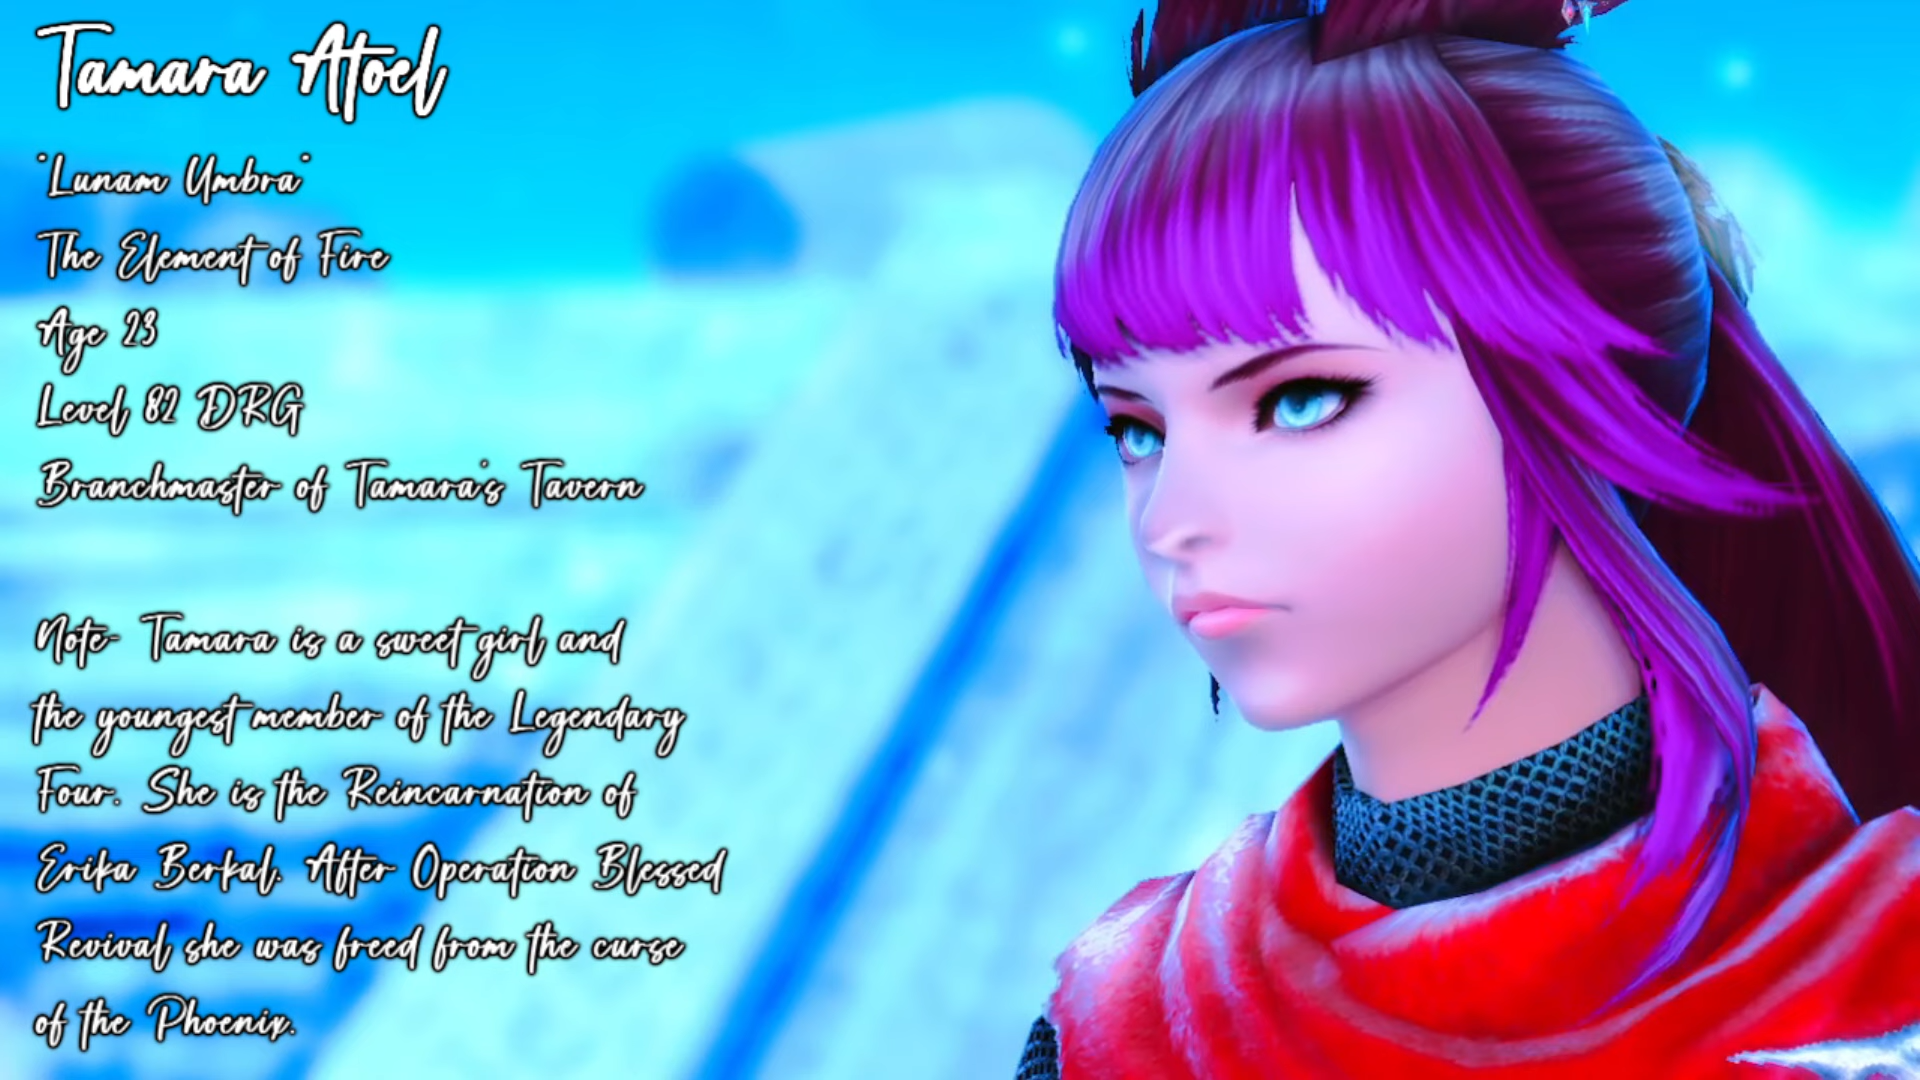 Tamara Atoel
"Lunam Umbra"
The Element of Fire
Age 23
Level 82 DRG
Branchmaster of Tamara's Tavern
Note- Tamara is a sweet girl and
the youngest member of the Legendary
Four. She is the Reincarnation of
Erika Berkal. After Operation Blessed
Revival she was freed from the curse
of the Phoenix.